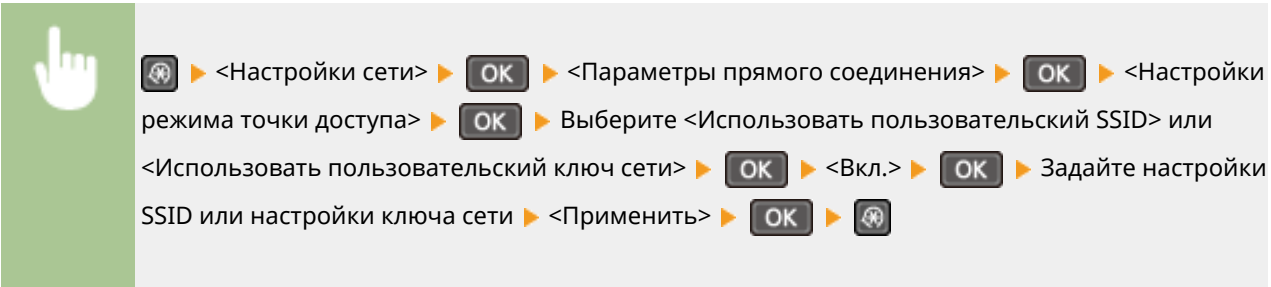 ▶ <Настройки сети> ▶ OK ▶ <Параметры прямого соединения> ▶ OK ▶ <Настройки
режима точки доступа> ▶ OK ▶ Выберите <Использовать пользовательский SSID> или
<Использовать пользовательский ключ сети> ▶ OK ▶ <Вкл.> ▶ OK ▶ Задайте настройки
SSID или настройки ключа сети ▶ <Применить> ▶ OK ▶